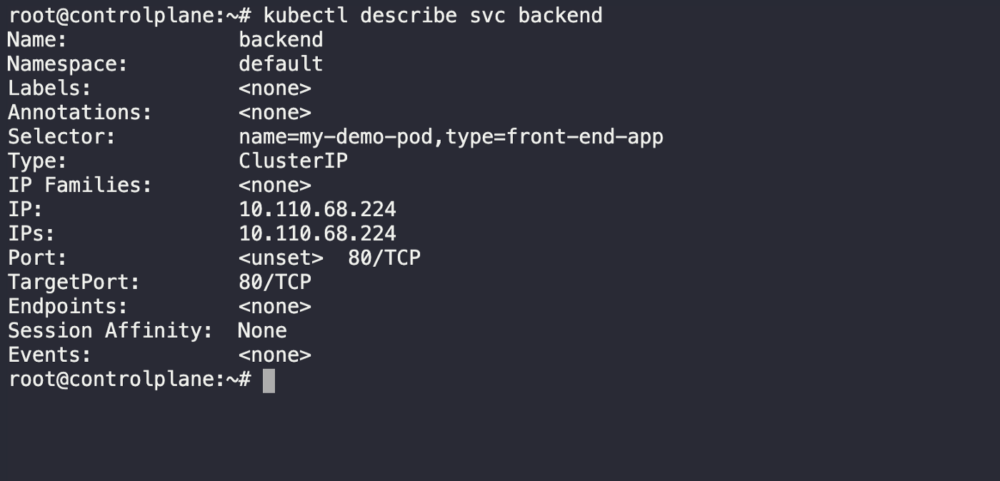 root@controlplane:~# kubectl describe svc backend
Name:              backend
Namespace:         default
Labels:            <none>
Annotations:       <none>
Selector:          name=my-demo-pod,type=front-end-app
Type:              ClusterIP
IP Families:       <none>
IP:                10.110.68.224
IPs:               10.110.68.224
Port:              <unset>  80/TCP
TargetPort:        80/TCP
Endpoints:         <none>
Session Affinity:  None
Events:            <none>
root@controlplane:~#